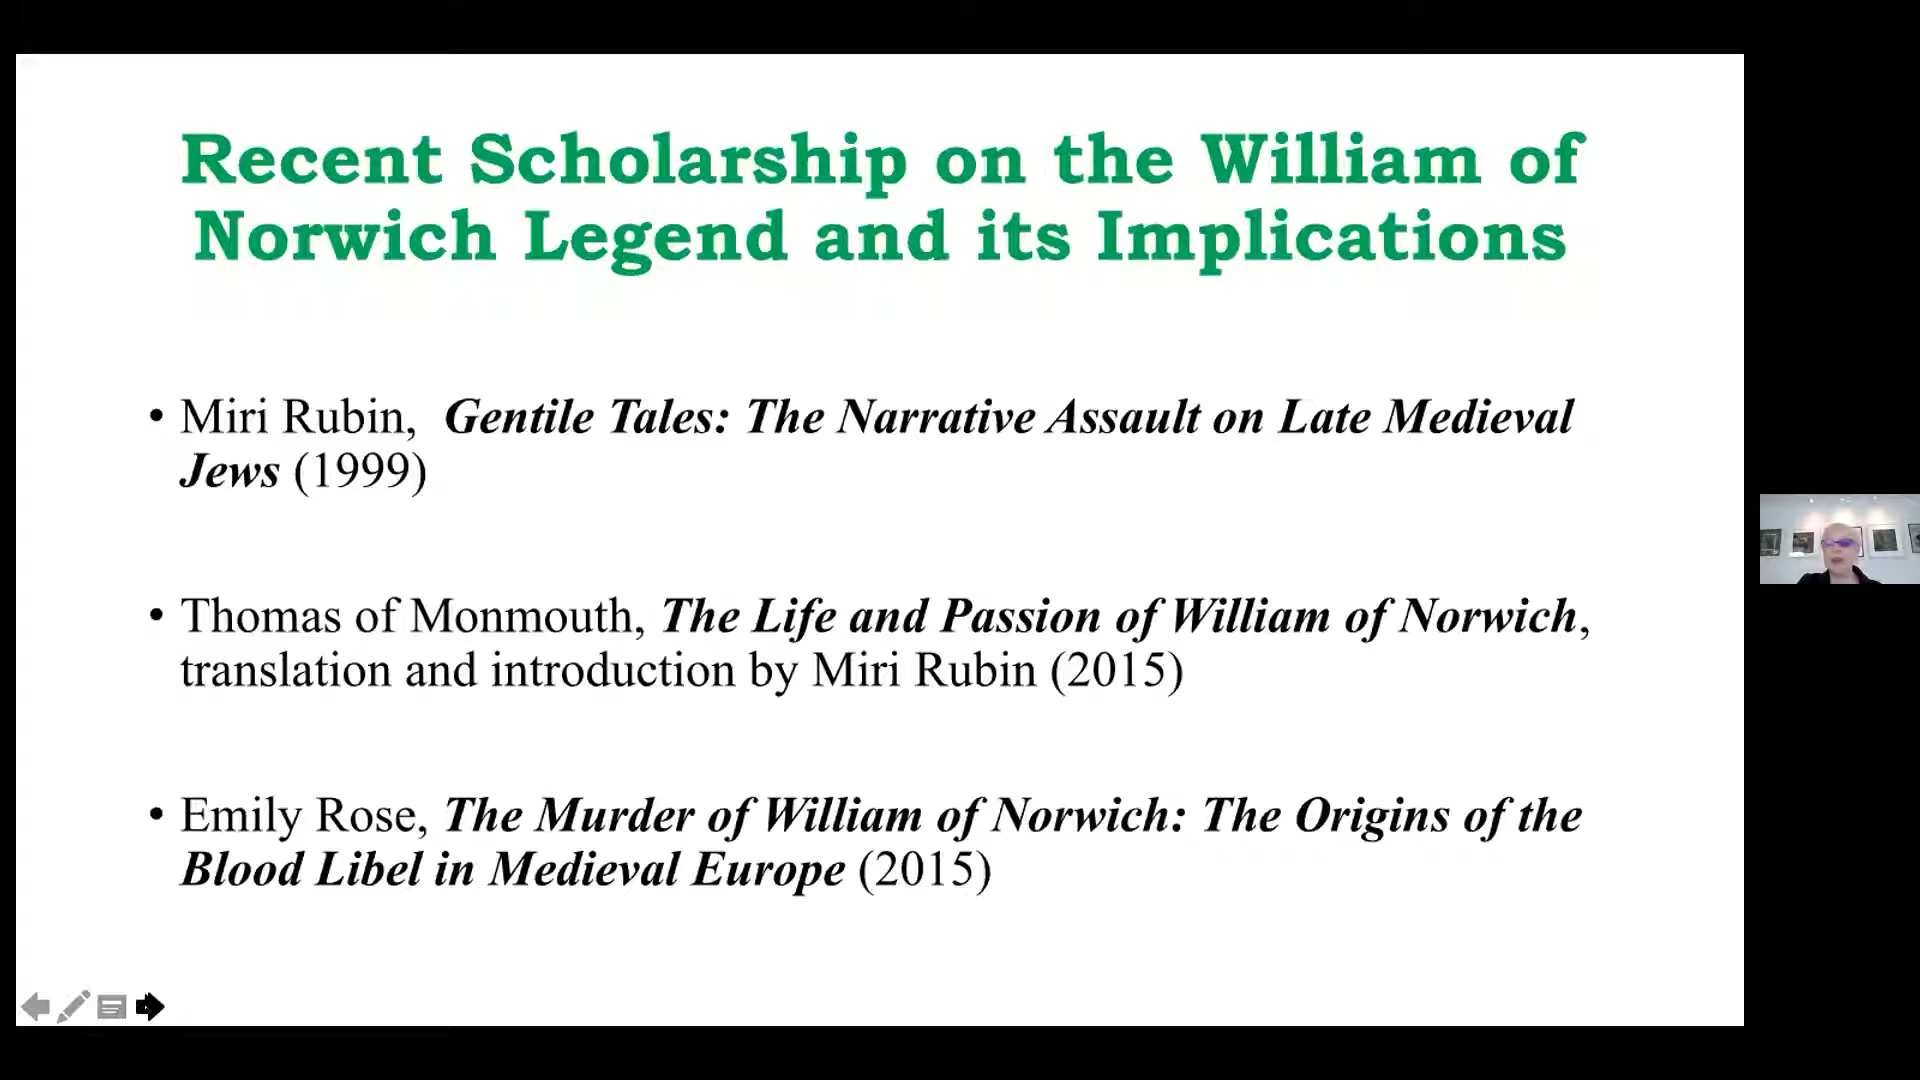 Recent Scholarship on the William of
Norwich Legend and its Implications
• Miri Rubin, Gentile Tales: The Narrative Assault on Late Medieval
Jews (1999)
• Thomas of Monmouth, The Life and Passion of William of Norwich,
translation and introduction by Miri Rubin (2015)
• Emily Rose, The Murder of William of Norwich: The Origins of the
Blood Libel in Medieval Europe (2015)